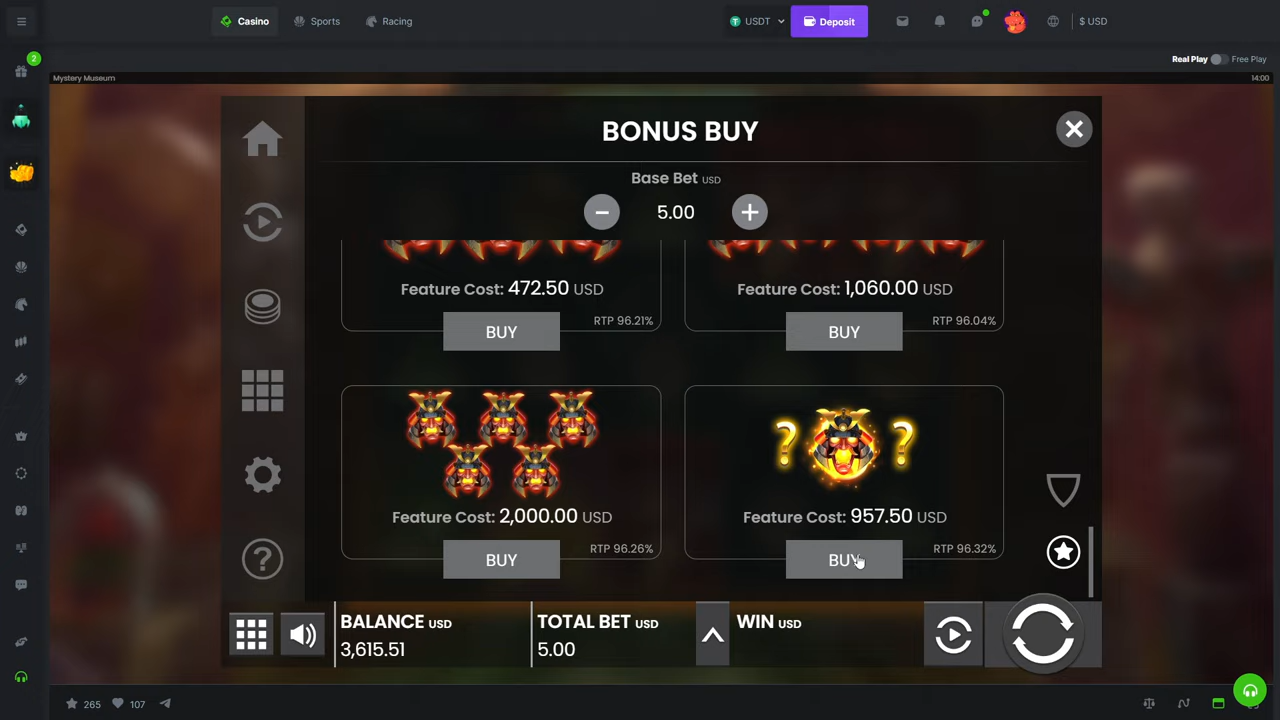 Casino
Sports
Racing
USDT
Deposit
$ USD
2
Real Play
Free Play
Mystery Museum
14:00
BONUS BUY
Base Bet USD
5.00
Feature Cost: 472.50 USD
RTP 96.21%
BUY
Feature Cost: 1,060.00 USD
RTP 96.04%
BUY
Feature Cost: 2,000.00 USD
RTP 96.26%
BUY
? ?
Feature Cost: 957.50 USD
RTP 96.32%
BUY
BALANCE USD
3,615.51
TOTAL BET USD
5.00
WIN USD
265
107